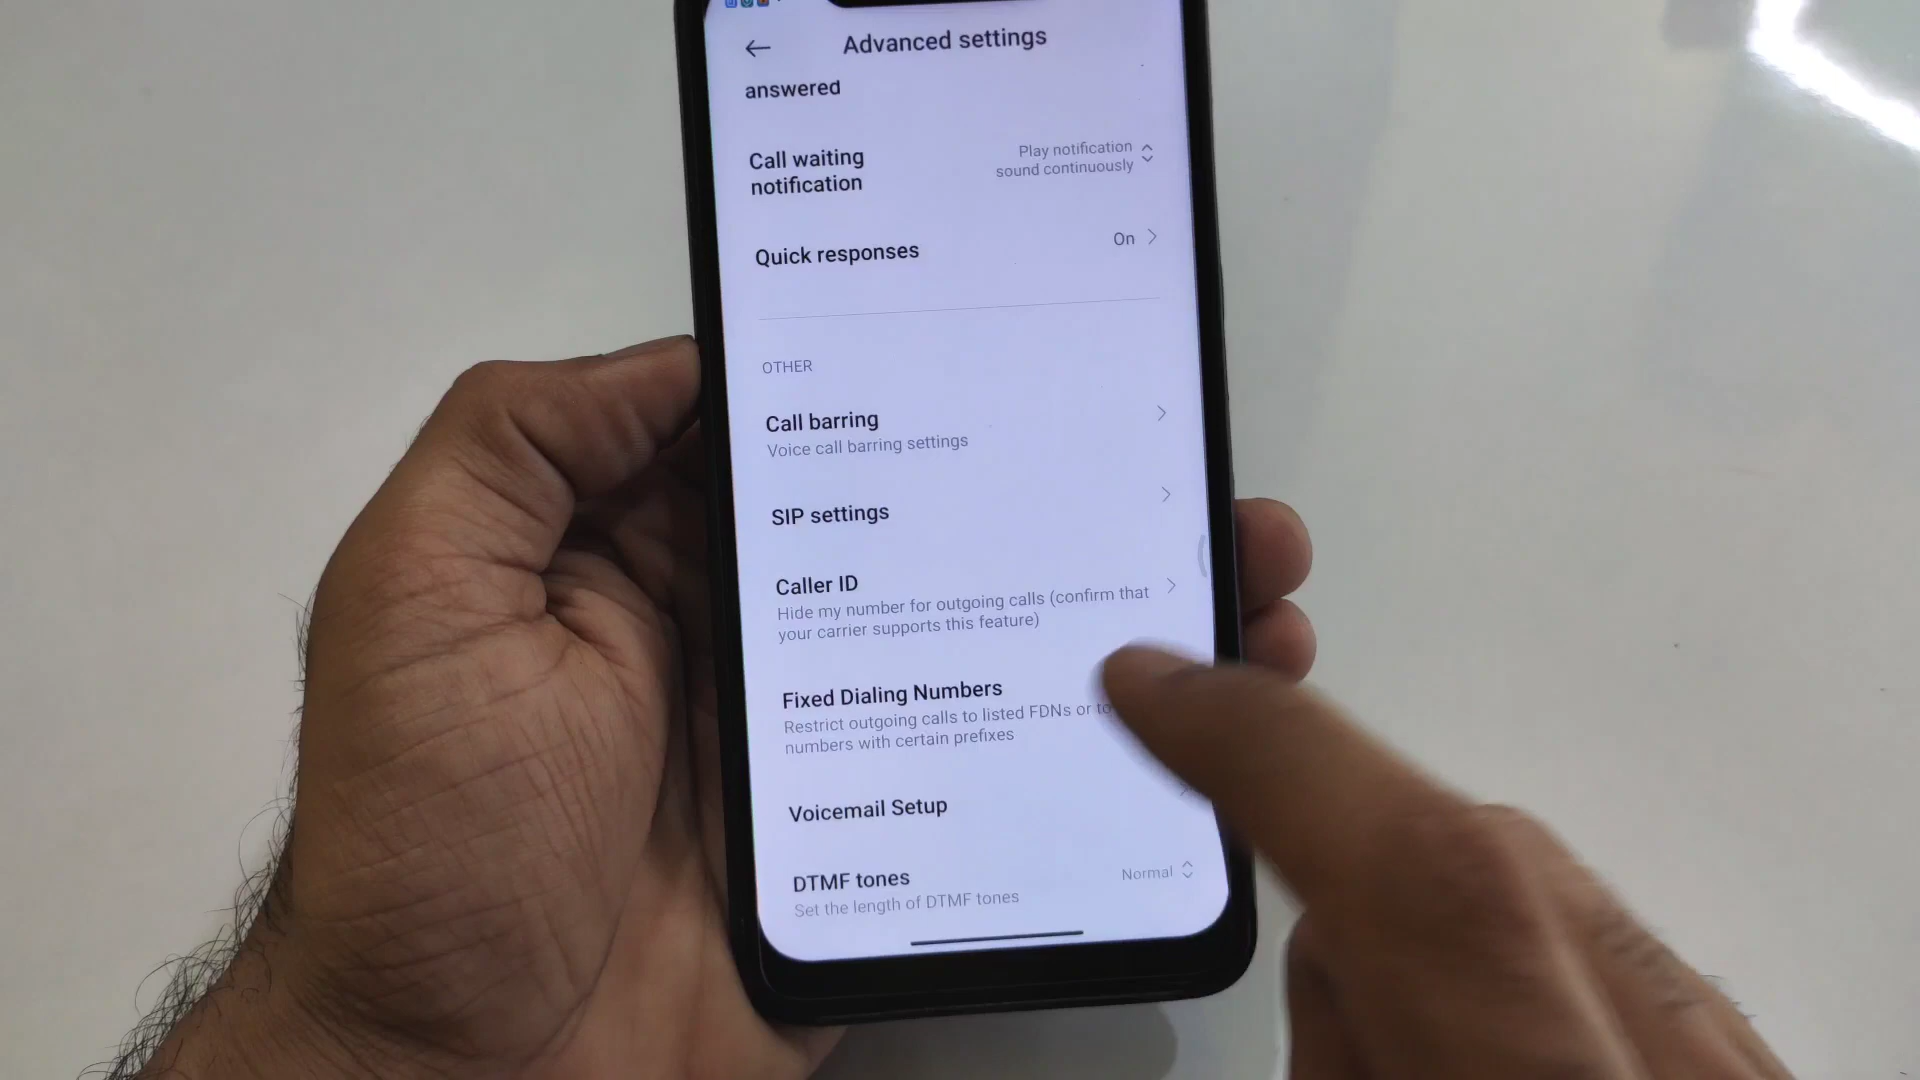 Advanced settings
answered
Call waiting
notification
Play notification
sound continuously
Quick responses
On
OTHER
Call barring
Voice call barring settings
SIP settings
Caller ID
Hide my number for outgoing calls (confirm that
your carrier supports this feature)
Fixed Dialing Numbers
Restrict outgoing calls to listed FDNs or to
numbers with certain prefixes
Voicemail Setup
DTMF tones
Normal
Set the length of DTMF tones